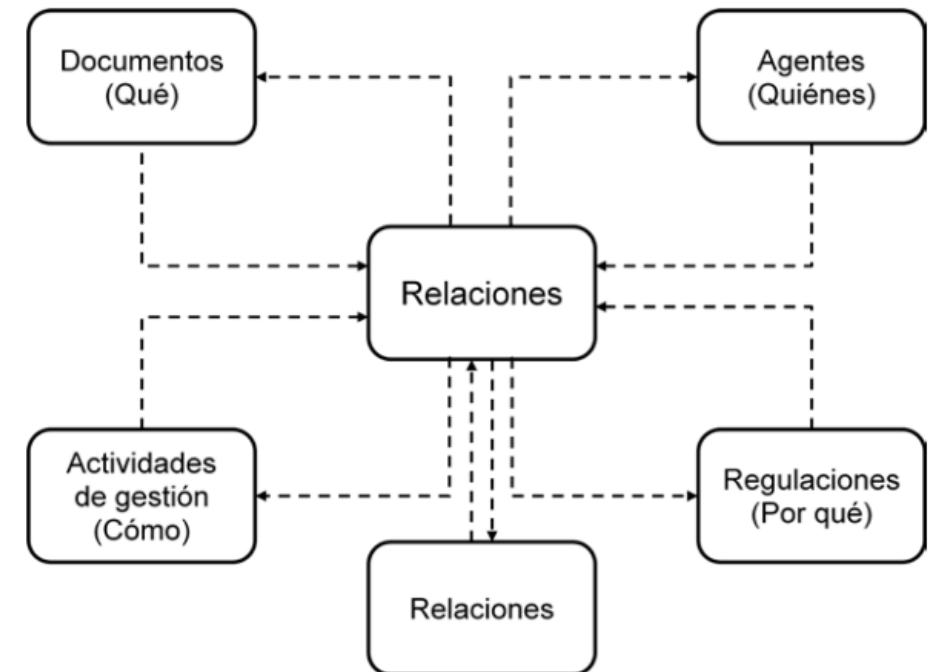 Documentos
(Qué)
Agentes
(Quiénes)
Relaciones
Actividades
de gestión
(Cómo)
Regulaciones
(Por qué)
Relaciones